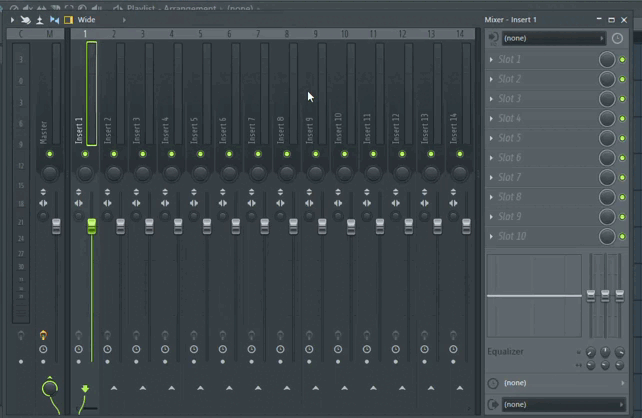 Playlist - Arrangement
(none)
Wide
Mixer - Insert 1
C M 1 2 3 4 5 6 7 8 9 10 11 12 13 14
(none)
Slot 1
Slot 2
Slot 3
Slot 4
Slot 5
Slot 6
Slot 7
Slot 8
Slot 9
Slot 10
Master
Insert 1
Insert 2
Insert 3
Insert 4
Insert 5
Insert 6
Insert 7
Insert 8
Insert 9
Insert 10
Insert 11
Insert 12
Insert 13
Insert 14
3
0
3
6
9
12
15
18
21
24
27
30
Equalizer
(none)
(none)